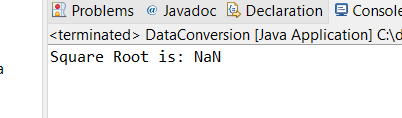 Problems @ Javadoc Declaration Console
<terminated> DataConversion [Java Application] C:\d
Square Root is: NaN
a